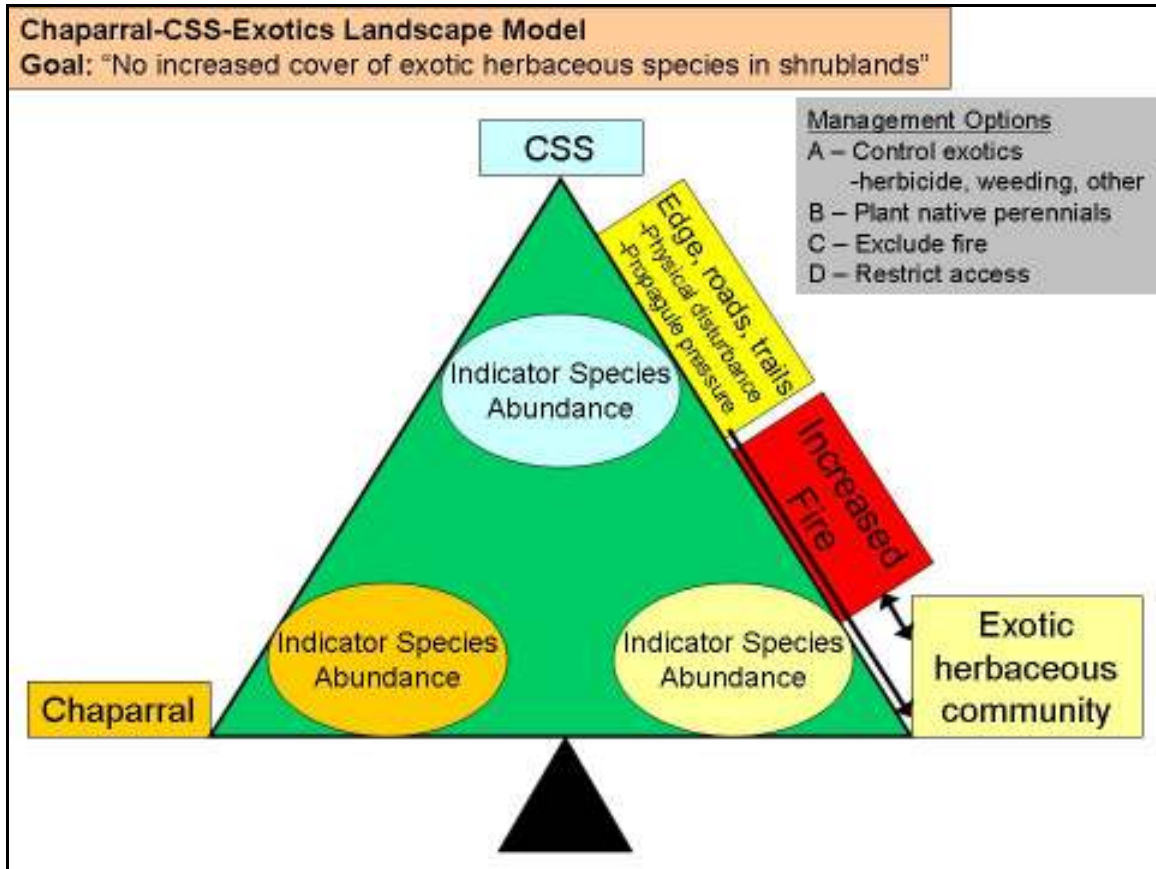 Chaparral-CSS-Exotics Landscape Model
Goal: “No increased cover of exotic herbaceous species in shrublands”
Management Options
A – Control exotics
-herbicide, weeding, other
B – Plant native perennials
C – Exclude fire
D – Restrict access
CSS
Edge, roads, trails
-Physical disturbance
-Propagule pressure
Indicator Species
Abundance
Increased
Fire
Indicator Species
Abundance
Indicator Species
Abundance
Chaparral
Exotic
herbaceous
community